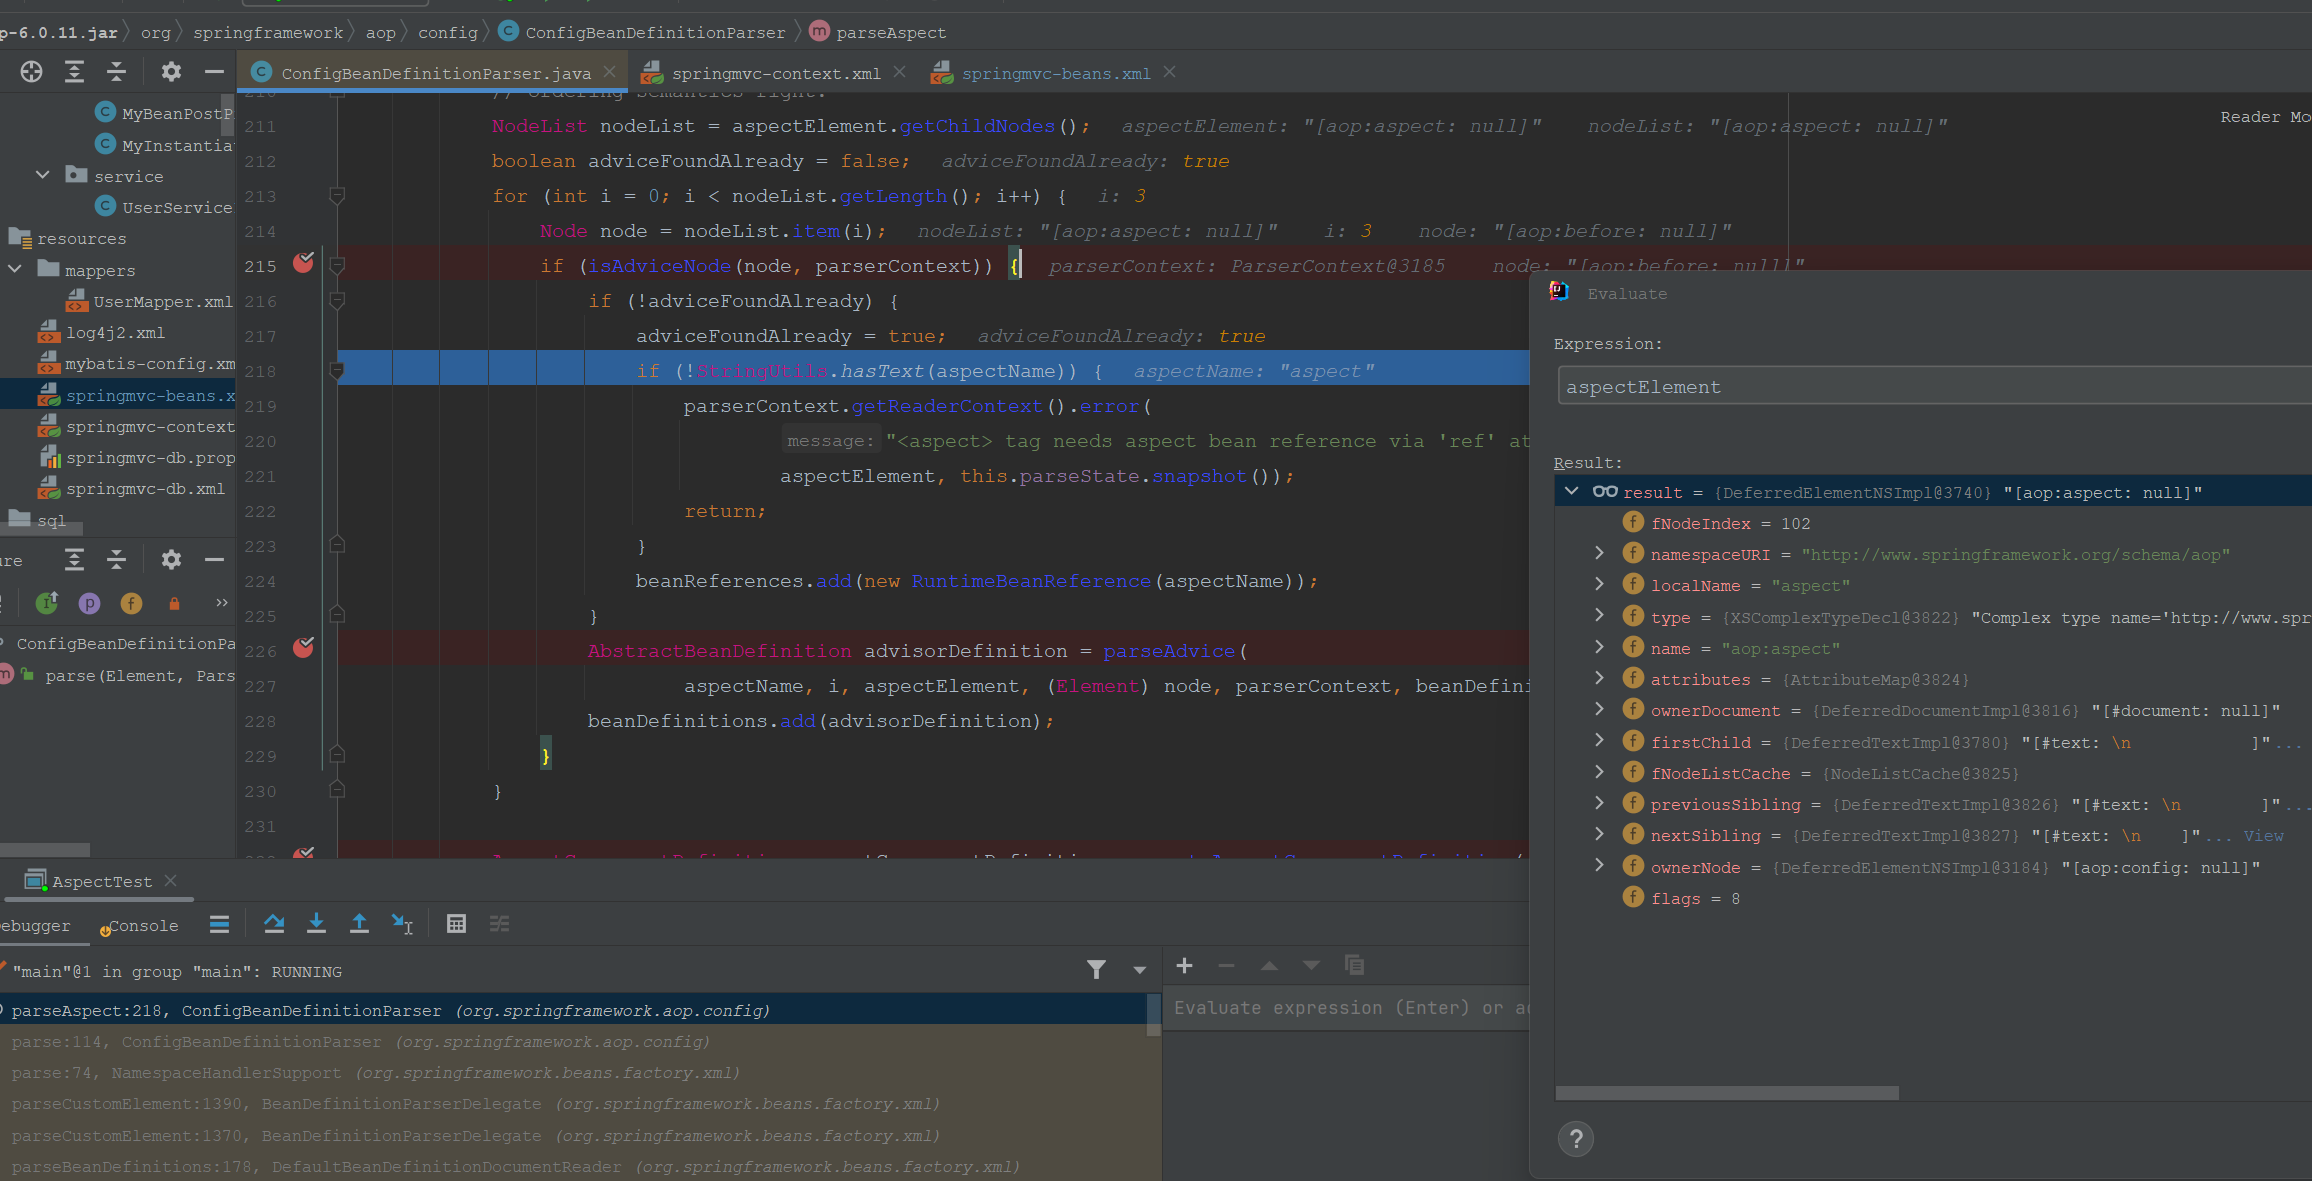 p-6.0.11.jar org springframework aop config ConfigBeanDefinitionParser parseAspect
ConfigBeanDefinitionParser.java springmvc-context.xml springmvc-beans.xml
MyBeanPostP
MyInstantia
service
UserService
resources
mappers
UserMapper.xml
log4j2.xml
mybatis-config.xm
springmvc-beans.x
springmvc-context
springmvc-db.prop
springmvc-db.xml
sql
ure
ConfigBeanDefinitionPa
parse(Element, Pars
210 // ordering semantics right.
211 NodeList nodeList = aspectElement.getChildNodes(); aspectElement: "[aop:aspect: null]" nodeList: "[aop:aspect: null]"
Reader Mo
212 boolean adviceFoundAlready = false; adviceFoundAlready: true
213 for (int i = 0; i < nodeList.getLength(); i++) { i: 3
214 Node node = nodeList.item(i); nodeList: "[aop:aspect: null]" i: 3 node: "[aop:before: null]"
215 if (isAdviceNode(node, parserContext)) { parserContext: ParserContext@3185 node: "[aop:before: null]"
216 if (!adviceFoundAlready) {
217 adviceFoundAlready = true; adviceFoundAlready: true
218 if (!StringUtils.hasText(aspectName)) { aspectName: "aspect"
219 parserContext.getReaderContext().error(
220 message: "<aspect> tag needs aspect bean reference via 'ref' at
221 aspectElement, this.parseState.snapshot());
222 return;
223 }
224 beanReferences.add(new RuntimeBeanReference(aspectName));
225 }
226 AbstractBeanDefinition advisorDefinition = parseAdvice(
227 aspectName, i, aspectElement, (Element) node, parserContext, beanDefini
228 beanDefinitions.add(advisorDefinition);
229 }
230 }
231
Evaluate
Expression:
aspectElement
Result:
result = {DeferredElementNSImpl@3740} "[aop:aspect: null]"
f fNodeIndex = 102
f namespaceURI = "http://www.springframework.org/schema/aop"
f localName = "aspect"
f type = {XSComplexTypeDecl@3822} "Complex type name='http://www.spr
f name = "aop:aspect"
f attributes = {AttributeMap@3824}
f ownerDocument = {DeferredDocumentImpl@3816} "[#document: null]"
f firstChild = {DeferredTextImpl@3780} "[#text: \n ]"...
f fNodeListCache = {NodeListCache@3825}
f previousSibling = {DeferredTextImpl@3826} "[#text: \n ]"...
f nextSibling = {DeferredTextImpl@3827} "[#text: \n ]"... View
f ownerNode = {DeferredElementNSImpl@3184} "[aop:config: null]"
f flags = 8
?
AspectTest
ebugger Console
"main"@1 in group "main": RUNNING
parseAspect:218, ConfigBeanDefinitionParser (org.springframework.aop.config)
parse:114, ConfigBeanDefinitionParser (org.springframework.aop.config)
parse:74, NamespaceHandlerSupport (org.springframework.beans.factory.xml)
parseCustomElement:1390, BeanDefinitionParserDelegate (org.springframework.beans.factory.xml)
parseCustomElement:1370, BeanDefinitionParserDelegate (org.springframework.beans.factory.xml)
parseBeanDefinitions:178, DefaultBeanDefinitionDocumentReader (org.springframework.beans.factory.xml)
Evaluate expression (Enter) or a